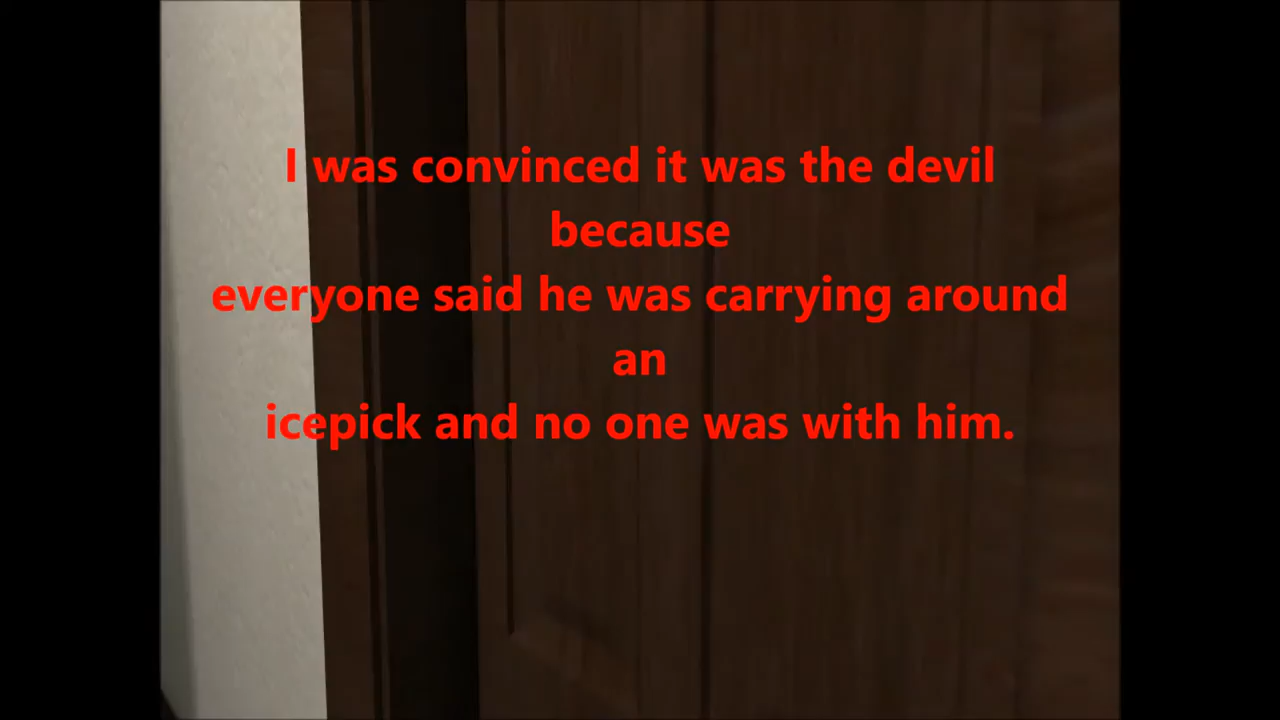 I was convinced it was the devil
because
everyone said he was carrying around
an
icepick and no one was with him.